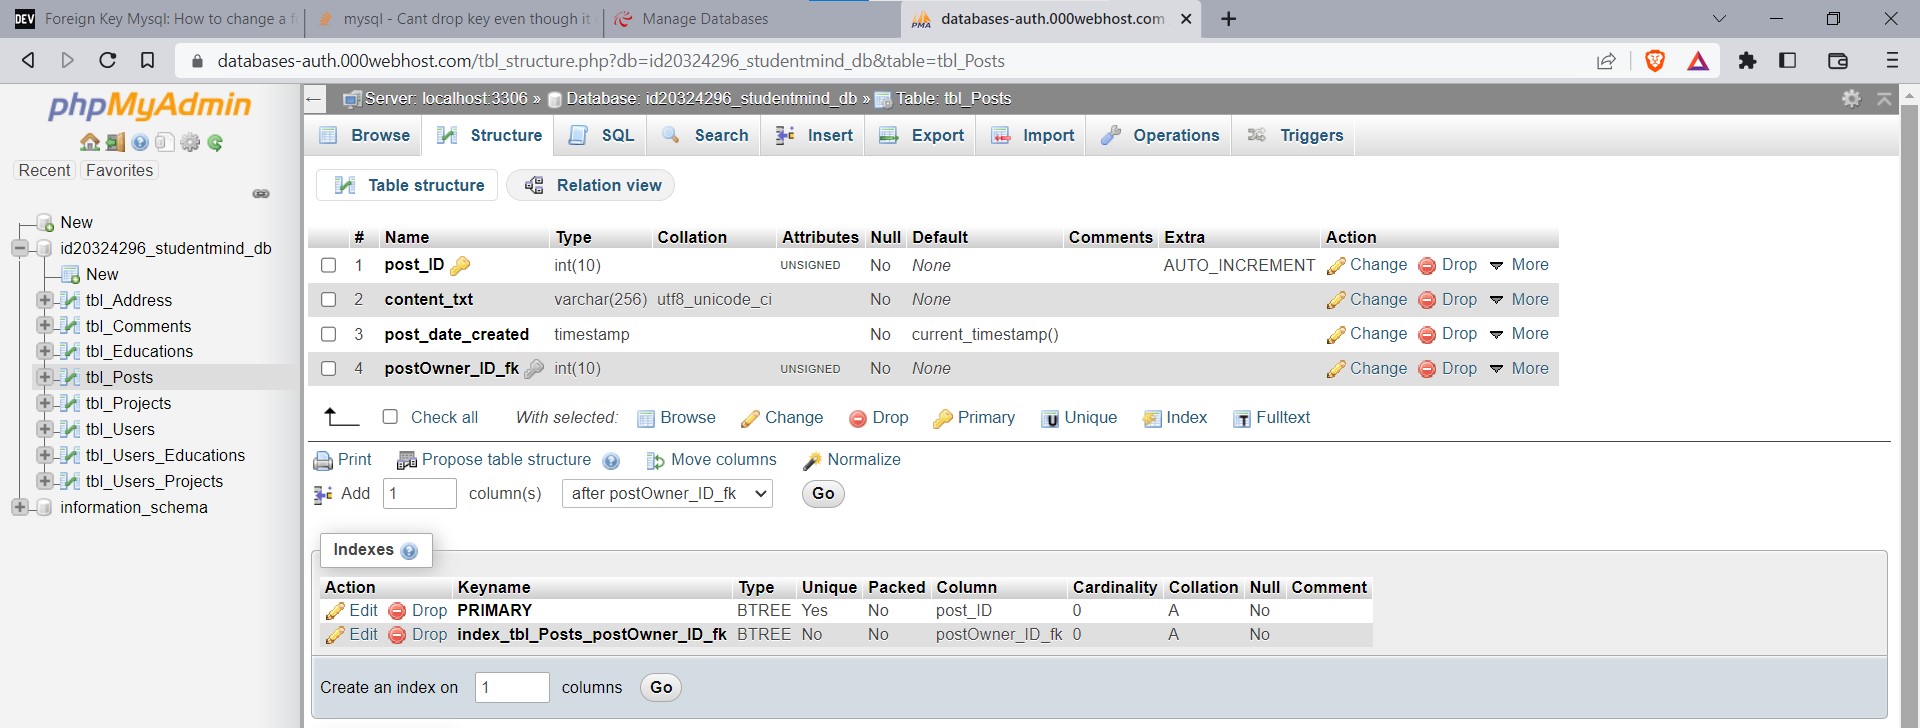 DEV Foreign Key Mysql: How to change a f
mysql - Cant drop key even though it
Manage Databases
PMA databases-auth.000webhost.com
databases-auth.000webhost.com/tbl_structure.php?db=id20324296_studentmind_db&table=tbl_Posts
phpMyAdmin
Recent Favorites
New
id20324296_studentmind_db
New
tbl_Address
tbl_Comments
tbl_Educations
tbl_Posts
tbl_Projects
tbl_Users
tbl_Users_Educations
tbl_Users_Projects
information_schema
Server: localhost:3306 » Database: id20324296_studentmind_db » Table: tbl_Posts
Browse Structure SQL Search Insert Export Import Operations Triggers
Table structure Relation view
# Name Type Collation Attributes Null Default Comments Extra Action
1 post_ID int(10) UNSIGNED No None AUTO_INCREMENT Change Drop More
2 content_txt varchar(256) utf8_unicode_ci No None Change Drop More
3 post_date_created timestamp No current_timestamp() Change Drop More
4 postOwner_ID_fk int(10) UNSIGNED No None Change Drop More
Check all With selected: Browse Change Drop Primary U Unique Index T Fulltext
Print Propose table structure Move columns Normalize
Add 1 column(s) after postOwner_ID_fk Go
Indexes
Action Keyname Type Unique Packed Column Cardinality Collation Null Comment
Edit Drop PRIMARY BTREE Yes No post_ID 0 A No
Edit Drop index_tbl_Posts_postOwner_ID_fk BTREE No No postOwner_ID_fk 0 A No
Create an index on 1 columns Go